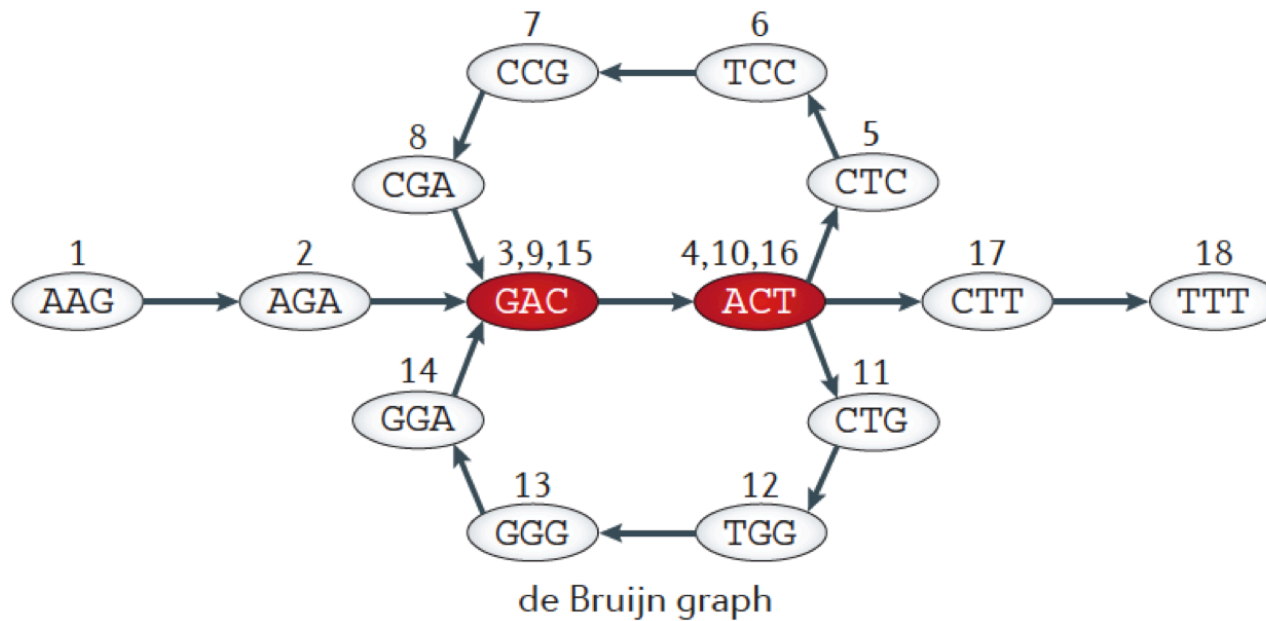 7
6
CCG
TCC
8
5
CGA
CTC
1
2
3,9,15
4,10,16
17
18
AAG
AGA
GAC
ACT
CTT
TTT
14
11
GGA
CTG
13
12
GGG
TGG
de Bruijn graph